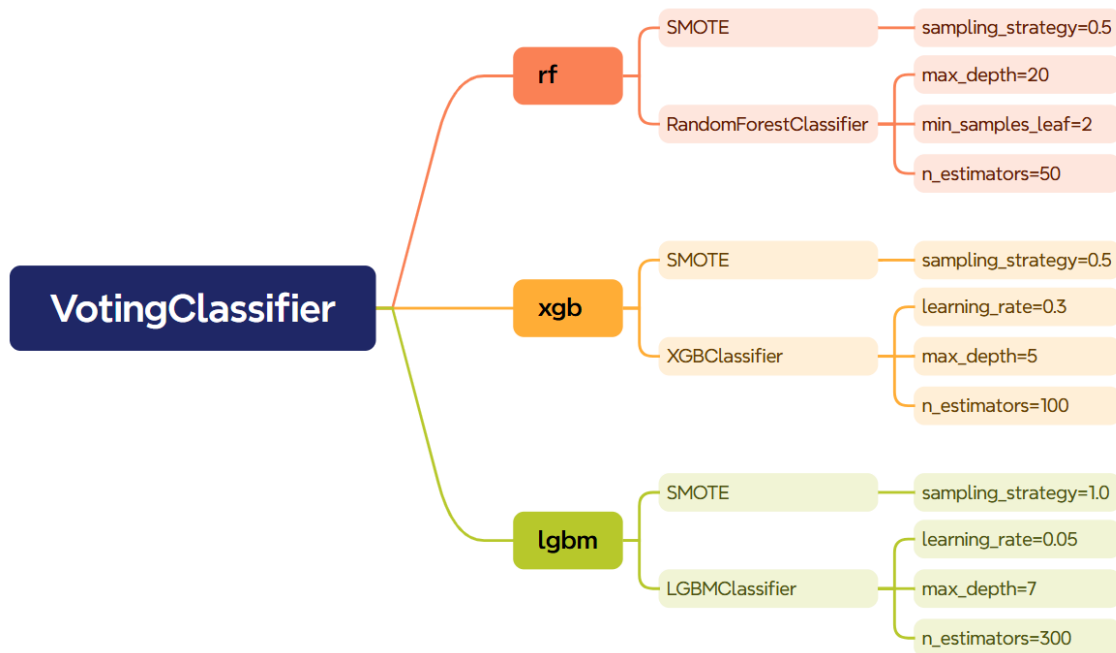 VotingClassifier
rf
SMOTE
sampling_strategy=0.5
RandomForestClassifier
max_depth=20
min_samples_leaf=2
n_estimators=50
xgb
SMOTE
sampling_strategy=0.5
XGBClassifier
learning_rate=0.3
max_depth=5
n_estimators=100
lgbm
SMOTE
sampling_strategy=1.0
LGBMClassifier
learning_rate=0.05
max_depth=7
n_estimators=300